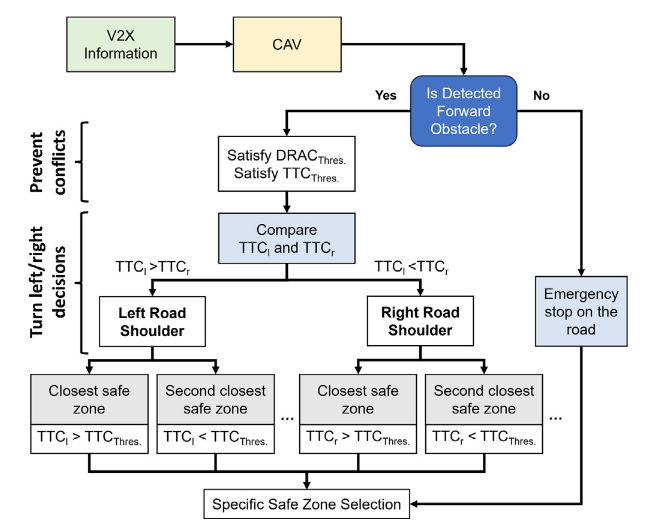 V2X
Information
CAV
Is Detected
Forward
Obstacle?
Yes
No
Prevent
conflicts
Satisfy DRACThres.
Satisfy TTCThres.
Turn left/right
decisions
Compare
TTCl and TTCr
TTCl >TTCr
TTCl <TTCr
Left Road
Shoulder
Right Road
Shoulder
Emergency
stop on the
road
Closest safe
zone
TTCl > TTCThres.
Second closest
safe zone
TTCl < TTCThres.
...
Closest safe
zone
TTCr > TTCThres.
Second closest
safe zone
TTCr < TTCThres.
...
Specific Safe Zone Selection